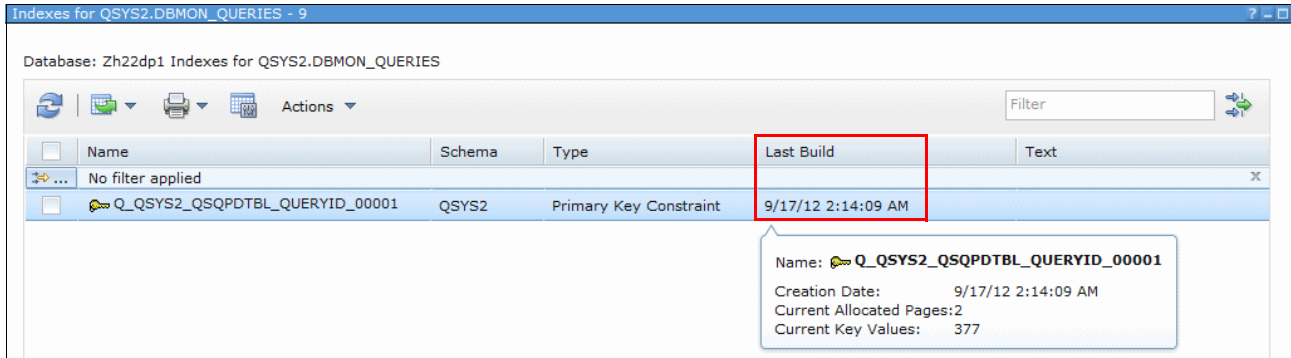 Indexes for QSYS2.DBMON_QUERIES - 9
Database: Zh22dp1 Indexes for QSYS2.DBMON_QUERIES
Actions Filter
Name Schema Type Last Build Text
... No filter applied x
Q_QSYS2_QSQPDTBL_QUERYID_00001 QSYS2 Primary Key Constraint 9/17/12 2:14:09 AM
Name: Q_QSYS2_QSQPDTBL_QUERYID_00001
Creation Date: 9/17/12 2:14:09 AM
Current Allocated Pages:2
Current Key Values: 377